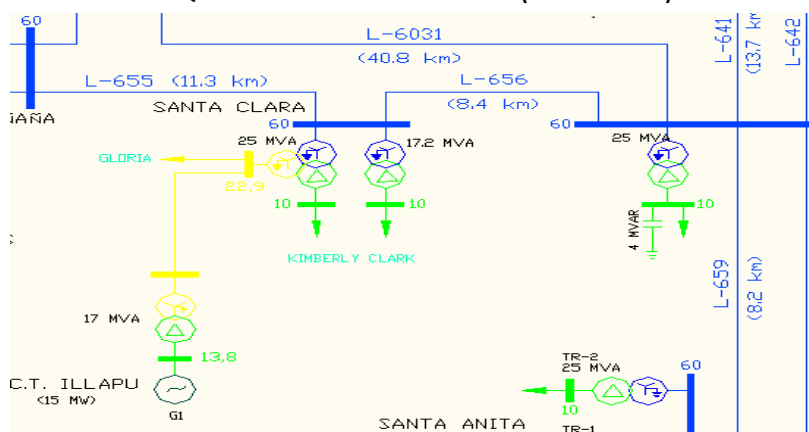 60
L-6031
(40.8 km)
L-641
(13.7 km)
L-642
L-655 (11.3 km)
L-656
(8.4 km)
ÑAÑA
SANTA CLARA
60
60
25 MVA
17.2 MVA
25 MVA
GLORIA
22,9
10
10
10
4 MVAR
KIMBERLY CLARK
L-659
(8.2 km)
17 MVA
13,8
C.T. ILLAPU
(15 MW)
G1
TR-2
25 MVA
60
10
SANTA ANITA
TR-1